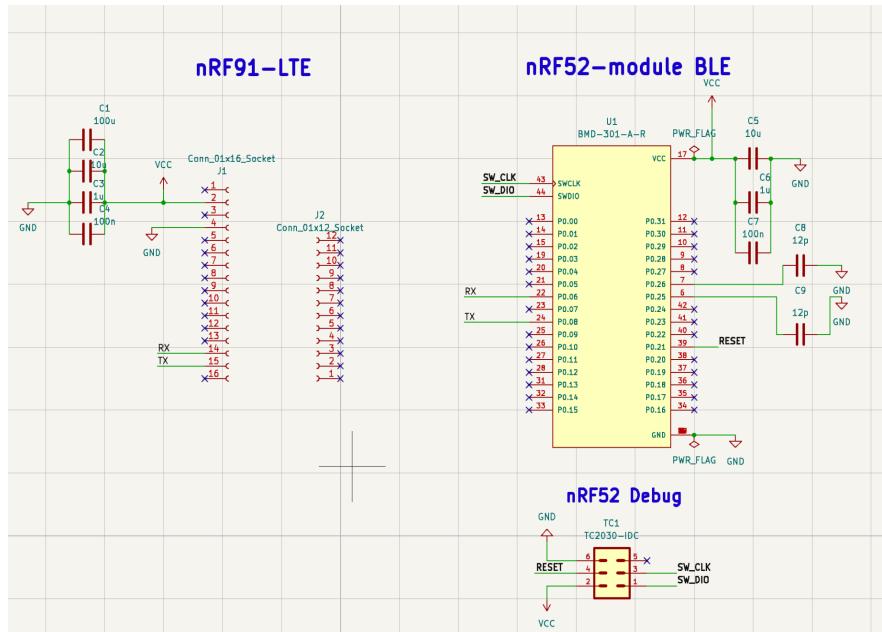 nRF91-LTE
nRF52-module BLE
C1
100u
C2
10u
C3
1u
C4
100n
GND
VCC
GND
Conn_01x16_Socket
J1
1
2
3
4
5
6
7
8
9
10
11
12
13
RX
14
TX
15
16
J2
Conn_01x12_Socket
12
11
10
9
8
7
6
5
4
3
2
1
U1
BMD-301-A-R
VCC
PWR_FLAG
VCC 17
SW_CLK
43 SWCLK
SW_DIO
44 SWDIO
13 P0.00 P0.31 12
14 P0.01 P0.30 11
15 P0.02 P0.29 10
19 P0.03 P0.28 9
20 P0.04 P0.27 8
21 P0.05 P0.26 7
RX 22 P0.06 P0.25 6
23 P0.07 P0.24 42
TX 24 P0.08 P0.23 41
25 P0.09 P0.22 40
26 P0.10 P0.21 39 RESET
27 P0.11 P0.20 38
28 P0.12 P0.19 37
31 P0.13 P0.18 36
32 P0.14 P0.17 35
33 P0.15 P0.16 34
GND
PWR_FLAG
GND
C5
10u
GND
C6
1u
C7
100n
C8
12p
GND
C9
12p
GND
nRF52 Debug
GND
TC1
TC2030-IDC
6 5
RESET 4 3 SW_CLK
2 1 SW_DIO
VCC